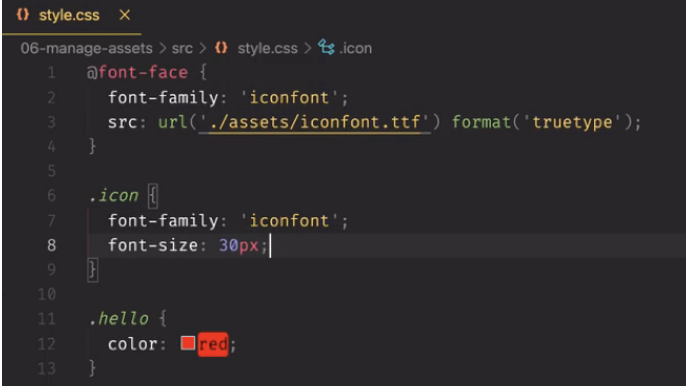 style.css ×
06-manage-assets > src > style.css > .icon
1 @font-face {
2 font-family: 'iconfont';
3 src: url('./assets/iconfont.ttf') format('truetype');
4 }
5
6 .icon {
7 font-family: 'iconfont';
8 font-size: 30px;
9 }
10
11 .hello {
12 color: red;
13 }